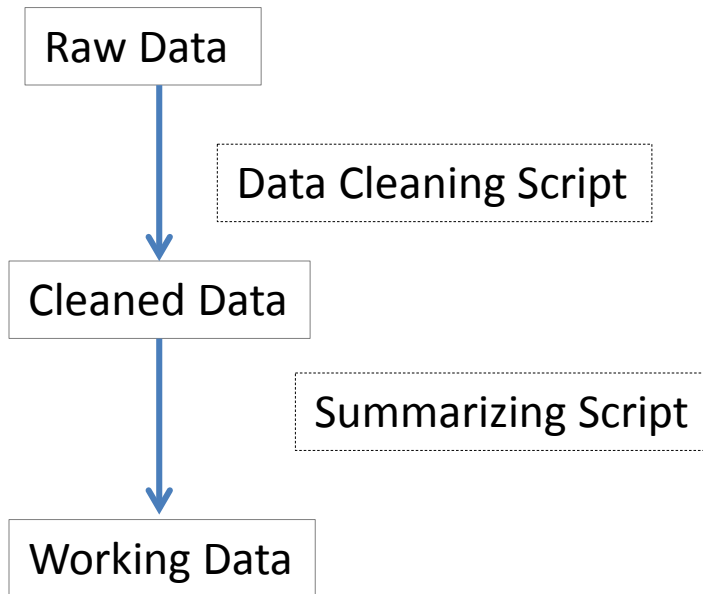 Raw Data
Data Cleaning Script
Cleaned Data
Summarizing Script
Working Data